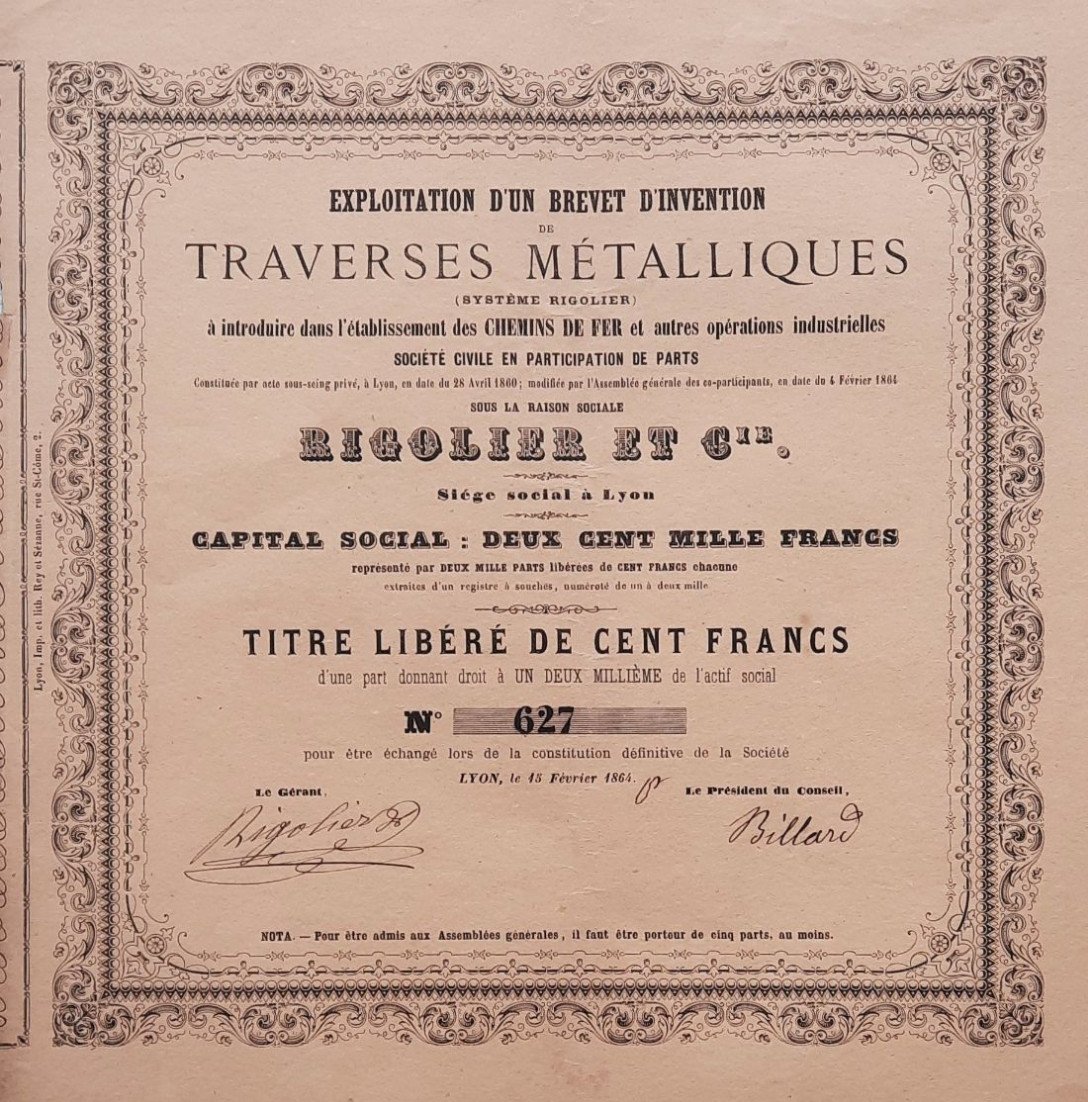 EXPLOITATION D'UN BREVET D'INVENTION
DE
TRAVERSES MÉTALLIQUES
(SYSTÈME RIGOLIER)
à introduire dans l'établissement des CHEMINS DE FER et autres opérations industrielles
SOCIÉTÉ CIVILE EN PARTICIPATION DE PARTS
Constituée par acte sous-seing privé, à Lyon, en date du 28 Avril 1860; modifiée par l'Assemblée générale des co-participants, en date du 4 Février 1864
SOUS LA RAISON SOCIALE
RIGOLIER ET CIE.
Siége social à Lyon
CAPITAL SOCIAL : DEUX CENT MILLE FRANCS
représenté par DEUX MILLE PARTS libérées de CENT FRANCS chacune
extraites d'un registre à souches, numéroté de un à deux mille
TITRE LIBÉRÉ DE CENT FRANCS
d'une part donnant droit à UN DEUX MILLIÈME de l'actif social
N° 627
pour être échangé lors de la constitution définitive de la Société
LYON, le 15 Février 1864.
Le Gérant,
Le Président du Conseil,
Rigolier
Billard
NOTA. — Pour être admis aux Assemblées générales, il faut être porteur de cinq parts, au moins.
Lyon, Imp. et lith. Rey et Sézanne, rue St-Côme, 2.